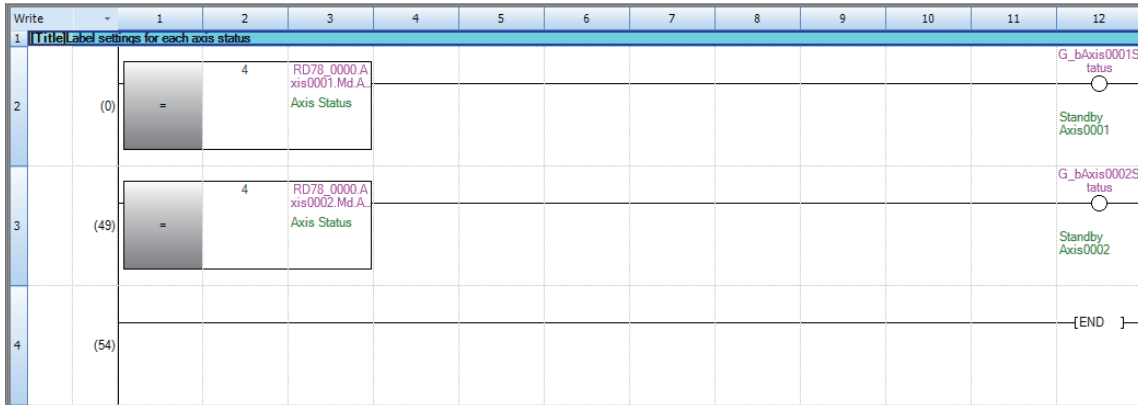 Write 1 2 3 4 5 6 7 8 9 10 11 12
1 [Title]Label settings for each axis status
2 (0) = 4 RD78_0000.A
xis0001.Md.A..
Axis Status
G_bAxis0001S
tatus
Standby
Axis0001
3 (49) = 4 RD78_0000.A
xis0002.Md.A..
Axis Status
G_bAxis0002S
tatus
Standby
Axis0002
4 (54) [END ]